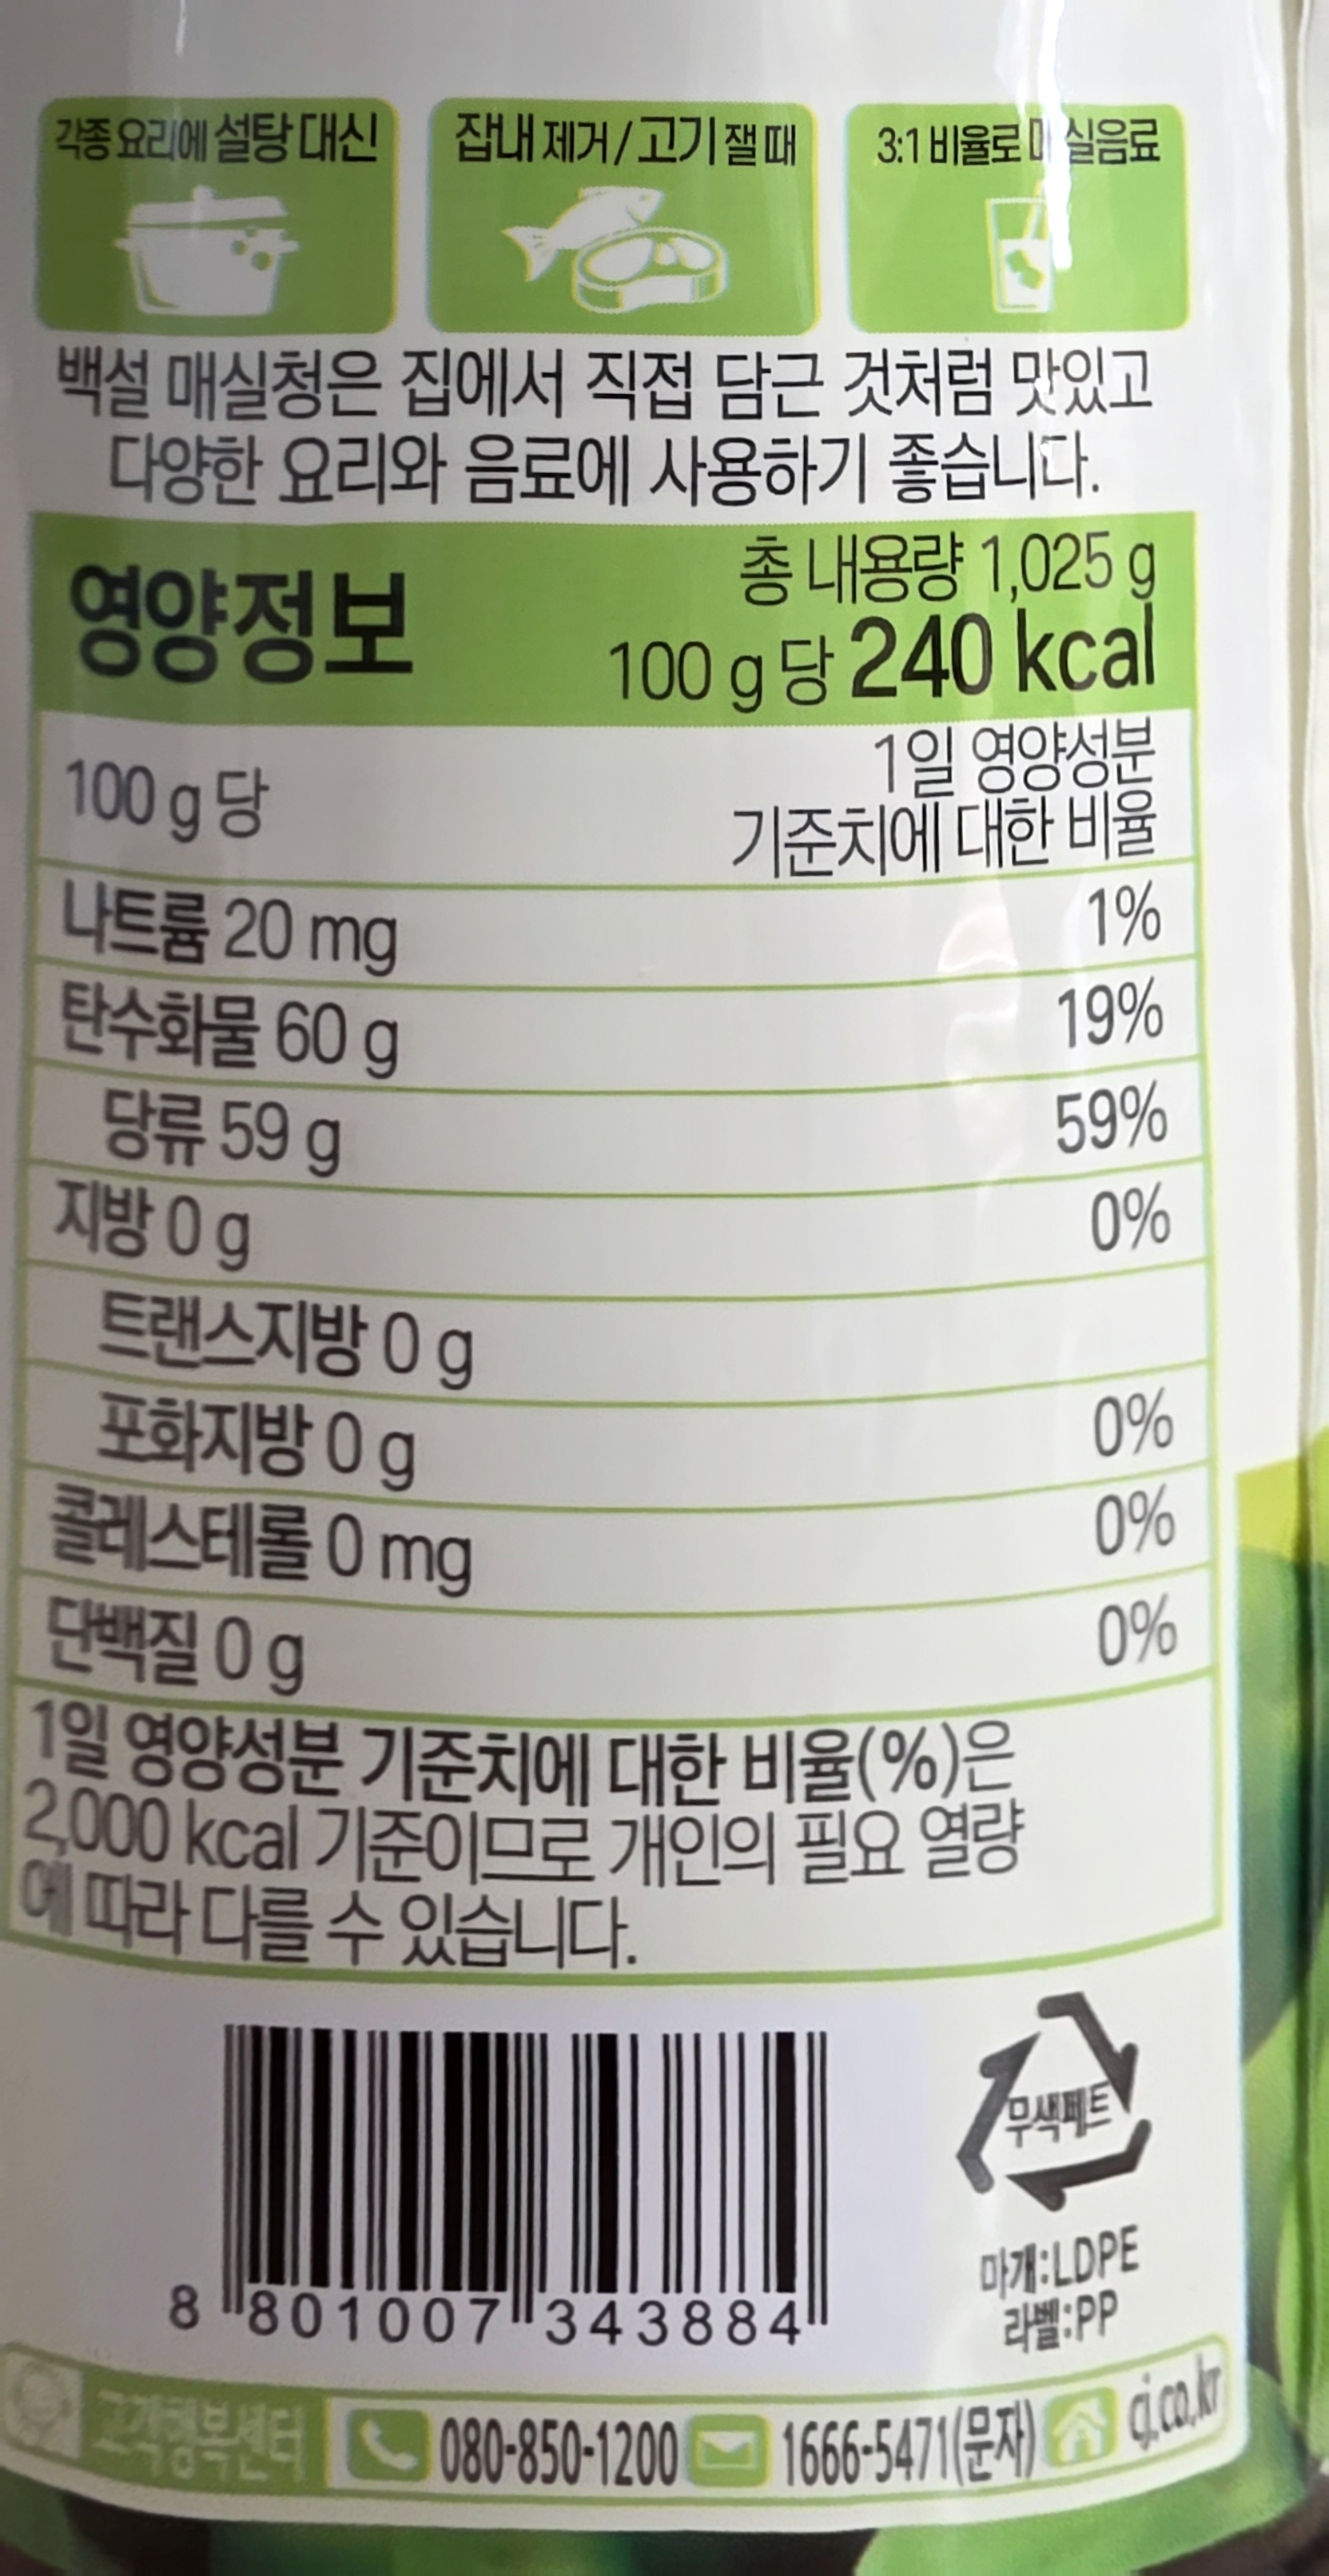 각종 요리에 설탕 대신
잡내 제거/고기 잴 때
3:1 비율로 매실음료
백설 매실청은 집에서 직접 담근 것처럼 맛있고
다양한 요리와 음료에 사용하기 좋습니다.
영양정보
총 내용량 1,025 g
100 g 당 240 kcal
100 g 당
1일 영양성분
기준치에 대한 비율
나트륨 20 mg 1%
탄수화물 60 g 19%
당류 59 g 59%
지방 0 g 0%
트랜스지방 0 g
포화지방 0 g 0%
콜레스테롤 0 mg 0%
단백질 0 g 0%
1일 영양성분 기준치에 대한 비율(%)은
2,000 kcal 기준이므로 개인의 필요 열량
에 따라 다를 수 있습니다.
무색페트
마개:LDPE
라벨:PP
8 801007 343884
고객행복센터 080-850-1200 1666-5471(문자) cj.co.kr